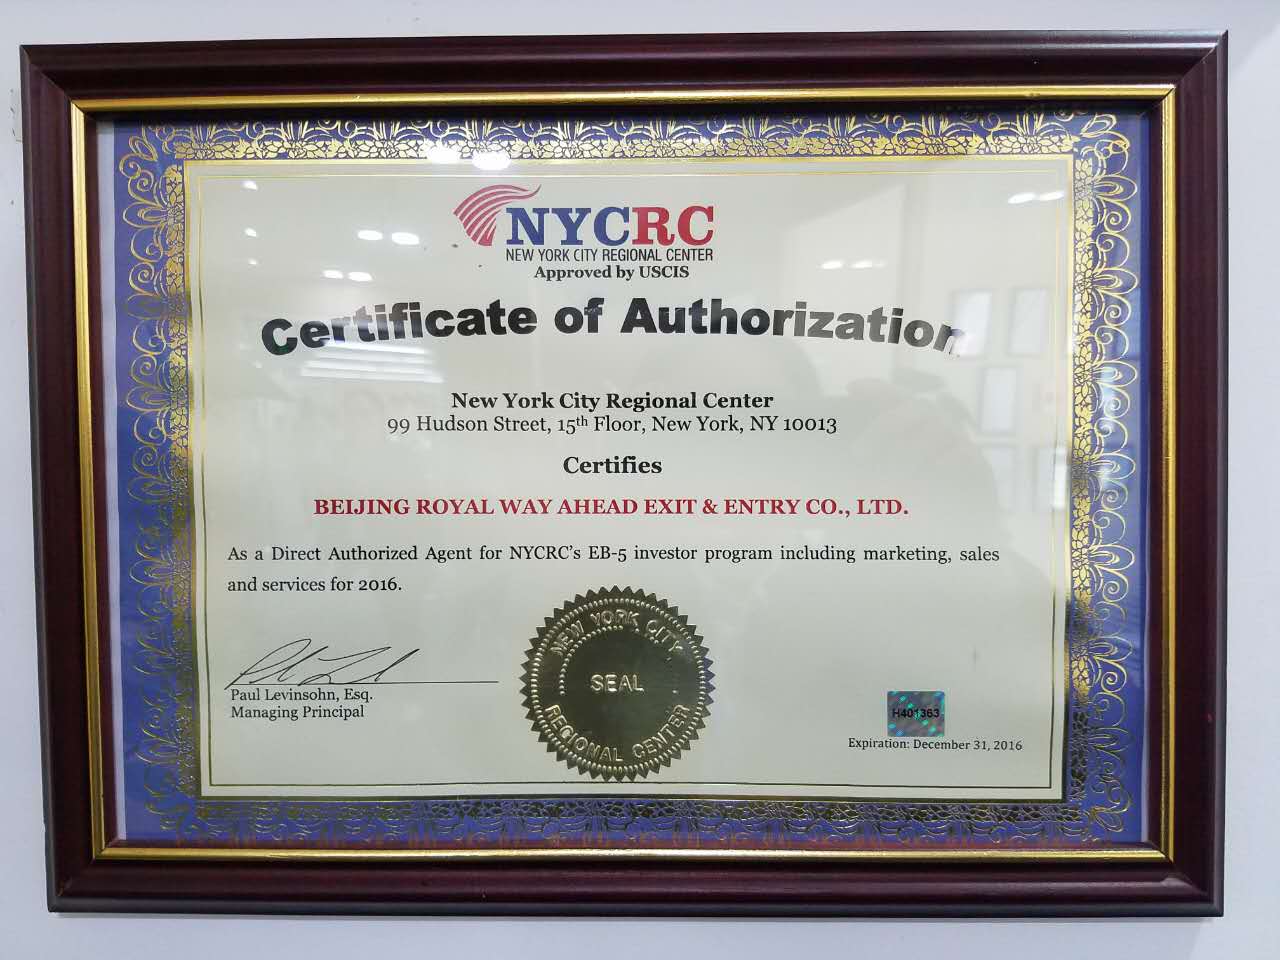 NYCRC
NEW YORK CITY REGIONAL CENTER
Approved by USCIS
Certificate of Authorization
New York City Regional Center
99 Hudson Street, 15th Floor, New York, NY 10013
Certifies
BEIJING ROYAL WAY AHEAD EXIT & ENTRY CO., LTD.
As a Direct Authorized Agent for NYCRC's EB-5 investor program including marketing, sales
and services for 2016.
NEW YORK CITY
SEAL
REGIONAL CENTER
Paul Levinsohn, Esq.
Managing Principal
H401363
Expiration: December 31, 2016